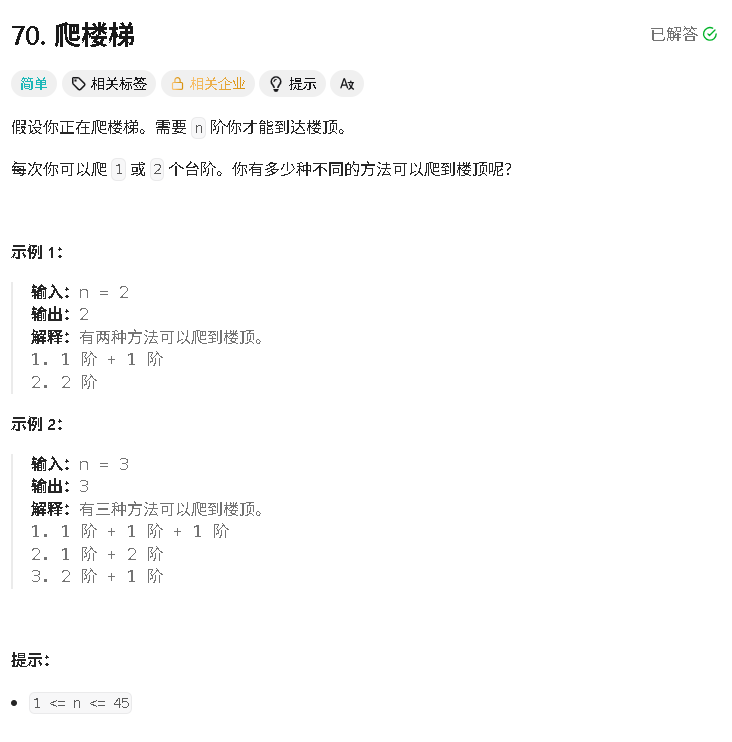 70. 爬楼梯
已解答
简单 相关标签 相关企业 提示 Aя
假设你正在爬楼梯。需要 n 阶你才能到达楼顶。
每次你可以爬 1 或 2 个台阶。你有多少种不同的方法可以爬到楼顶呢?
示例 1:
输入: n = 2
输出: 2
解释: 有两种方法可以爬到楼顶。
1. 1 阶 + 1 阶
2. 2 阶
示例 2:
输入: n = 3
输出: 3
解释: 有三种方法可以爬到楼顶。
1. 1 阶 + 1 阶 + 1 阶
2. 1 阶 + 2 阶
3. 2 阶 + 1 阶
提示:
• 1 <= n <= 45